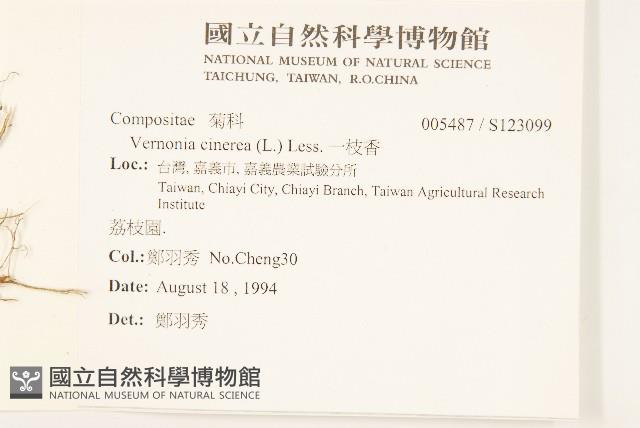 國立自然科學博物館
NATIONAL MUSEUM OF NATURAL SCIENCE
TAICHUNG, TAIWAN, R.O.CHINA
Compositae 菊科 005487 / S123099
Vernonia cinerea (L.) Less. 一枝香
Loc.: 台灣, 嘉義市, 嘉義農業試驗分所
Taiwan, Chiayi City, Chiayi Branch, Taiwan Agricultural Research
Institute
荔枝園.
Col.: 鄭羽秀 No.Cheng30
Date: August 18 , 1994
Det.: 鄭羽秀
國立自然科學博物館
NATIONAL MUSEUM OF NATURAL SCIENCE